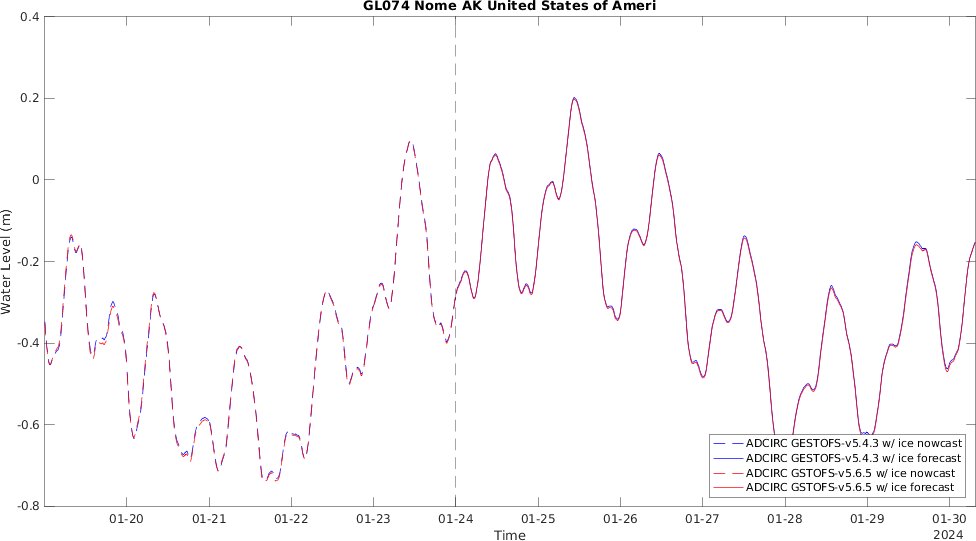 GL074 Nome AK United States of Ameri
0.4
0.2
0
-0.2
-0.4
-0.6
-0.8
Water Level (m)
ADCIRC GESTOFS-v5.4.3 w/ ice nowcast
ADCIRC GESTOFS-v5.4.3 w/ ice forecast
ADCIRC GSTOFS-v5.6.5 w/ ice nowcast
ADCIRC GSTOFS-v5.6.5 w/ ice forecast
01-20 01-21 01-22 01-23 01-24 01-25 01-26 01-27 01-28 01-29 01-30
Time 2024